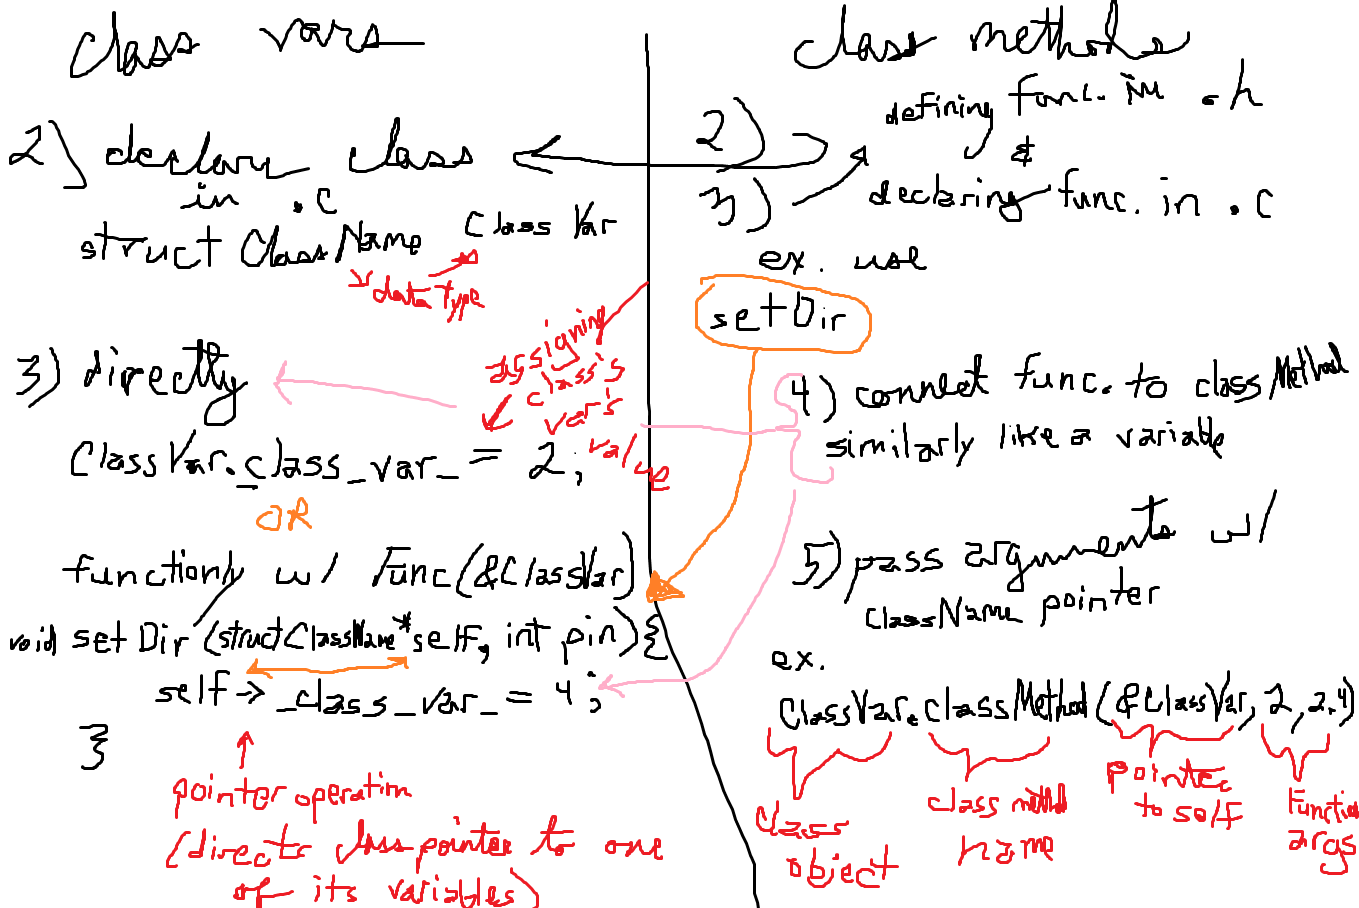 class vars
2) declare class
in .c
struct ClassName ClassVar
data type
3) directly
assigning
class's
var's
value
ClassVar.class_var_ = 2;
OR
functionly w/ Func(&ClassVar)
void setDir (struct ClassName* self, int pin) {
self -> _class_var_ = 4;
}
pointer operation
(directs class pointer to one
of its variables)
class methods
2)
defining func. in .h
&
3)
declaring func. in .c
ex. use
setDir
4) connect func. to classMethod
similarly like a variable
5) pass arguments w/
ClassName pointer
ex.
ClassVar.classMethod(&ClassVar, 2, 2.4)
class
object
class method
name
pointer
to self
Function
args